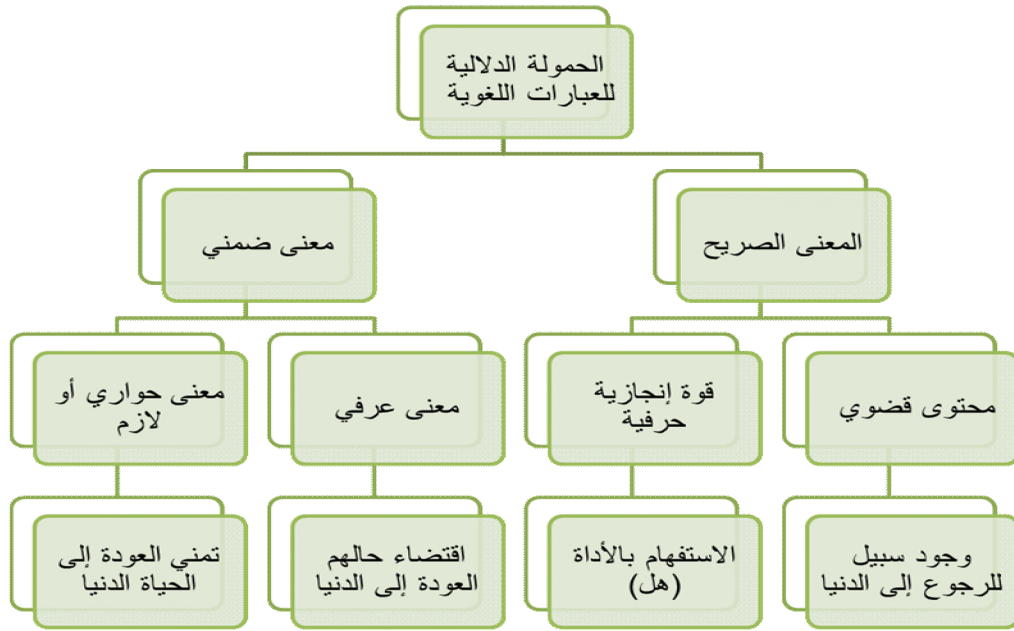 الحمولة الدلالية
للعبارات اللغوية
المعنى الصريح
معنى ضمني
محتوى قضوي
قوة إنجازية
حرفية
معنى عرفي
معنى حواري أو
لازم
وجود سبيل
للرجوع إلى الدنيا
الاستفهام بالأداة
(هل)
اقتضاء حالهم
العودة إلى الدنيا
تمني العودة إلى
الحياة الدنيا